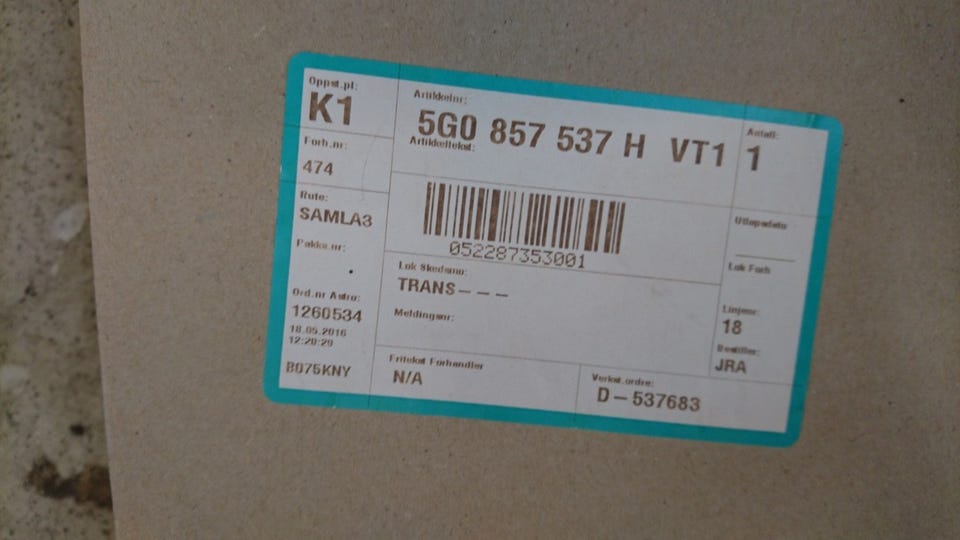 Oppst.pl:
K1
Artikkelnr:
5G0 857 537 H VT1
Antall:
1
Forh.nr:
474
Artikkeltekst:
Rute:
SAMLA3
052287353001
Utløpsdato
Pakke.nr:
Lok Skedsmo:
TRANS---
Lok Forh
Ord.nr Astro:
1260534
18.05.2016
12:20:29
Meldingsnr:
Linjenr:
18
Bestiller:
JRA
B075KNY
Fritekst Forhandler
N/A
Verkst.ordre:
D-537683